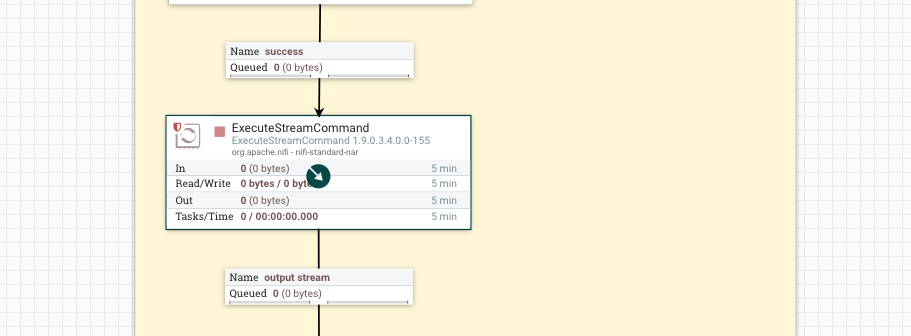 Name success
Queued 0 (0 bytes)
ExecuteStreamCommand
ExecuteStreamCommand 1.9.0.3.4.0.0-155
org.apache.nifi - nifi-standard-nar
In 0 (0 bytes) 5 min
Read/Write 0 bytes / 0 byte 5 min
Out 0 (0 bytes) 5 min
Tasks/Time 0 / 00:00:00.000 5 min
Name output stream
Queued 0 (0 bytes)